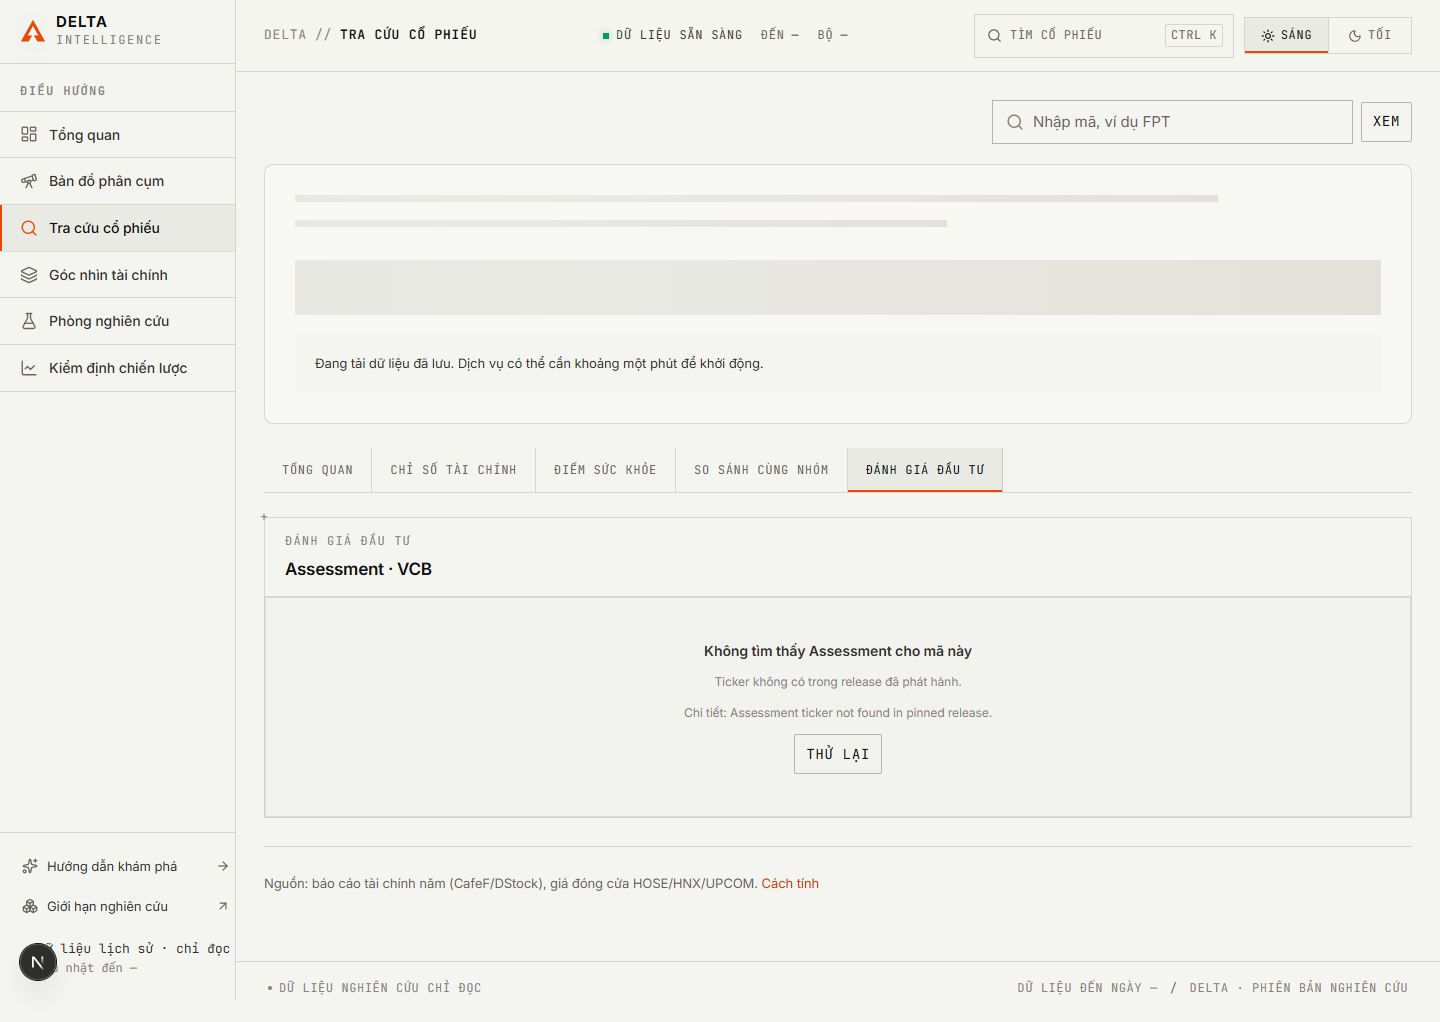 DELTA
INTELLIGENCE
ĐIỀU HƯỚNG
Tổng quan
Bản đồ phân cụm
Tra cứu cổ phiếu
Góc nhìn tài chính
Phòng nghiên cứu
Kiểm định chiến lược
Hướng dẫn khám phá
Giới hạn nghiên cứu
liệu lịch sử · chỉ đọc
nhật đến —
N
DELTA // TRA CỨU CỔ PHIẾU
DỮ LIỆU SẴN SÀNG ĐẾN — BỘ —
TÌM CỔ PHIẾU CTRL K
SÁNG
TỐI
Nhập mã, ví dụ FPT
XEM
Đang tải dữ liệu đã lưu. Dịch vụ có thể cần khoảng một phút để khởi động.
TỔNG QUAN
CHỈ SỐ TÀI CHÍNH
ĐIỂM SỨC KHỎE
SO SÁNH CÙNG NHÓM
ĐÁNH GIÁ ĐẦU TƯ
ĐÁNH GIÁ ĐẦU TƯ
Assessment · VCB
Không tìm thấy Assessment cho mã này
Ticker không có trong release đã phát hành.
Chi tiết: Assessment ticker not found in pinned release.
THỬ LẠI
Nguồn: báo cáo tài chính năm (CafeF/DStock), giá đóng cửa HOSE/HNX/UPCOM. Cách tính
• DỮ LIỆU NGHIÊN CỨU CHỈ ĐỌC
DỮ LIỆU ĐẾN NGÀY — / DELTA · PHIÊN BẢN NGHIÊN CỨU